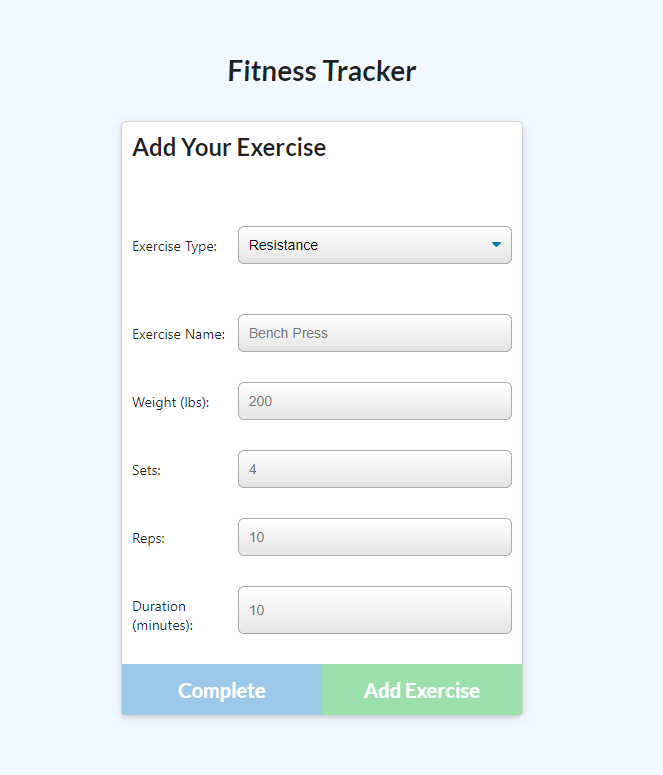 Fitness Tracker
Add Your Exercise
Exercise Type: Resistance
Exercise Name: Bench Press
Weight (lbs): 200
Sets: 4
Reps: 10
Duration
(minutes): 10
Complete Add Exercise